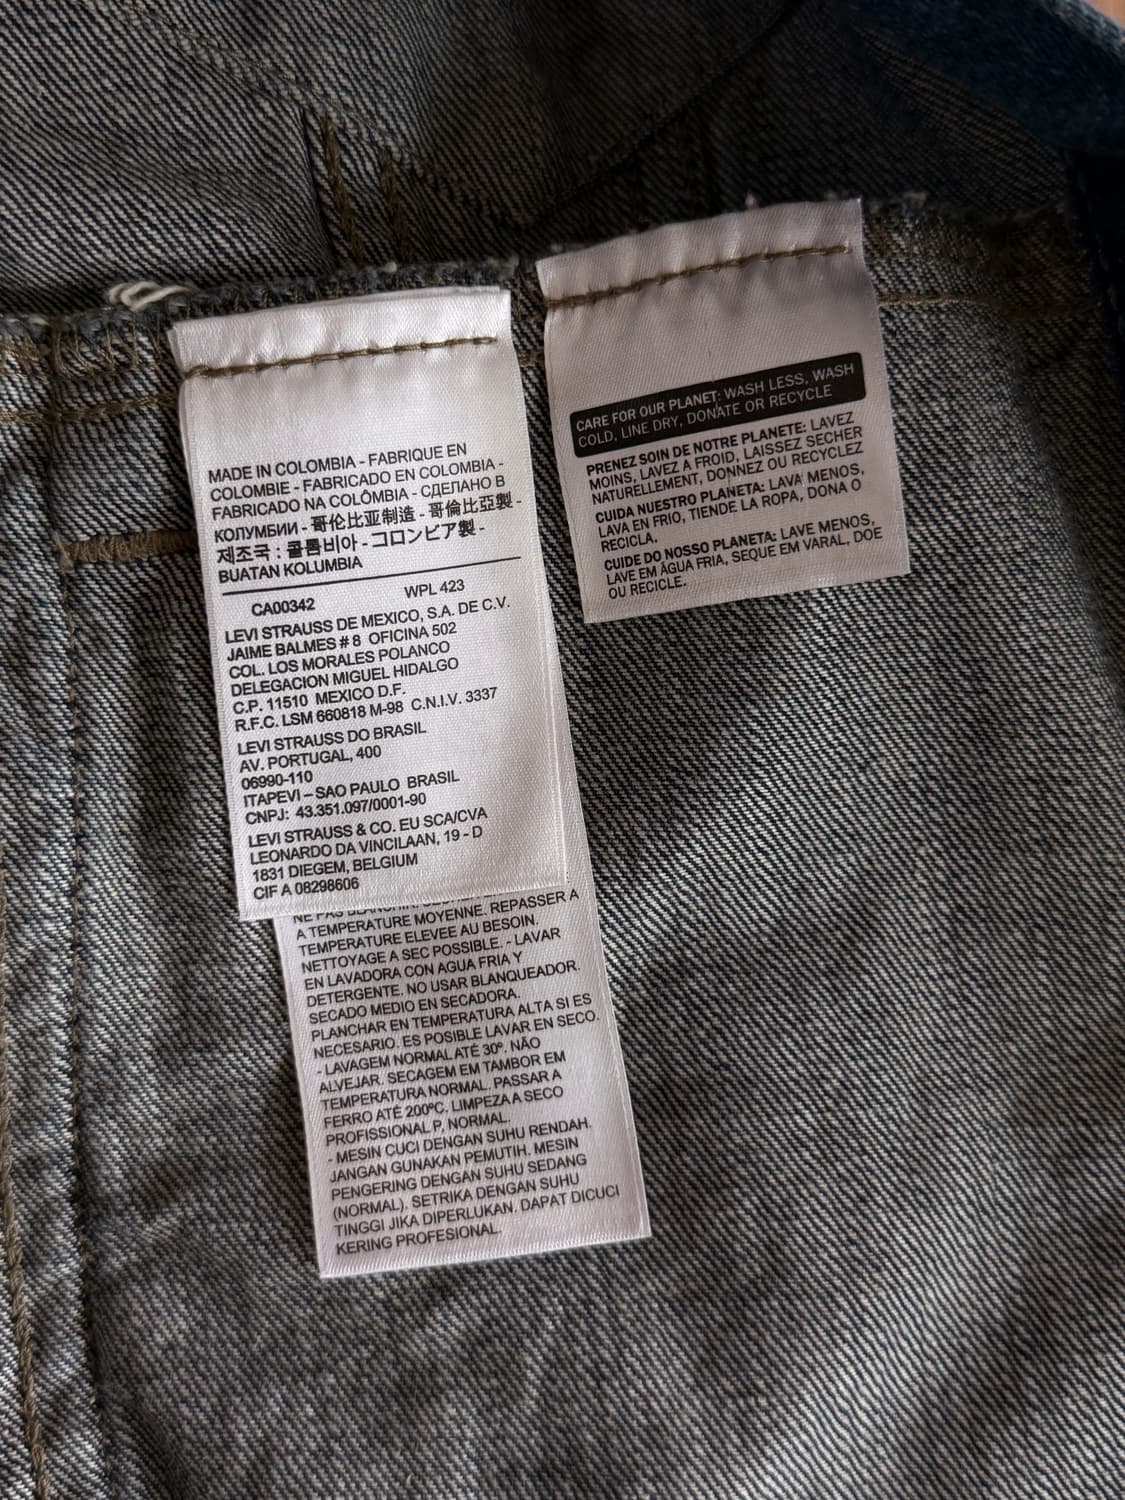 MADE IN COLOMBIA - FABRIQUE EN
COLOMBIE - FABRICADO EN COLOMBIA -
FABRICADO NA COLÔMBIA - СДЕЛАНО В
КОЛУМБИИ - 哥伦比亚制造 - 哥倫比亞製 -
제조국 : 콜롬비아 - コロンビア製 -
BUATAN KOLUMBIA
CA00342 WPL 423
LEVI STRAUSS DE MEXICO, S.A. DE C.V.
JAIME BALMES # 8 OFICINA 502
COL. LOS MORALES POLANCO
DELEGACION MIGUEL HIDALGO
C.P. 11510 MEXICO D.F.
R.F.C. LSM 660818 M-98 C.N.I.V. 3337
LEVI STRAUSS DO BRASIL
AV. PORTUGAL, 400
06990-110
ITAPEVI – SAO PAULO BRASIL
CNPJ: 43.351.097/0001-90
LEVI STRAUSS & CO. EU SCA/CVA
LEONARDO DA VINCILAAN, 19 - D
1831 DIEGEM, BELGIUM
CIF A 08298606
NE PAS
A TEMPERATURE MOYENNE. REPASSER A
TEMPERATURE ELEVEE AU BESOIN.
NETTOYAGE A SEC POSSIBLE. - LAVAR
EN LAVADORA CON AGUA FRIA Y
DETERGENTE. NO USAR BLANQUEADOR.
SECADO MEDIO EN SECADORA.
PLANCHAR EN TEMPERATURA ALTA SI ES
NECESARIO. ES POSIBLE LAVAR EN SECO.
- LAVAGEM NORMAL ATÉ 30º. NÃO
ALVEJAR. SECAGEM EM TAMBOR EM
TEMPERATURA NORMAL. PASSAR A
FERRO ATÉ 200ºC. LIMPEZA A SECO
PROFISSIONAL P, NORMAL.
- MESIN CUCI DENGAN SUHU RENDAH.
JANGAN GUNAKAN PEMUTIH. MESIN
PENGERING DENGAN SUHU SEDANG
(NORMAL). SETRIKA DENGAN SUHU
TINGGI JIKA DIPERLUKAN. DAPAT DICUCI
KERING PROFESIONAL.
CARE FOR OUR PLANET: WASH LESS, WASH
COLD, LINE DRY, DONATE OR RECYCLE
PRENEZ SOIN DE NOTRE PLANETE: LAVEZ
MOINS, LAVEZ A FROID, LAISSEZ SECHER
NATURELLEMENT, DONNEZ OU RECYCLEZ
CUIDA NUESTRO PLANETA: LAVA MENOS,
LAVA EN FRIO, TIENDE LA ROPA, DONA O
RECICLA.
CUIDE DO NOSSO PLANETA: LAVE MENOS,
LAVE EM ÁGUA FRIA, SEQUE EM VARAL, DOE
OU RECICLE.